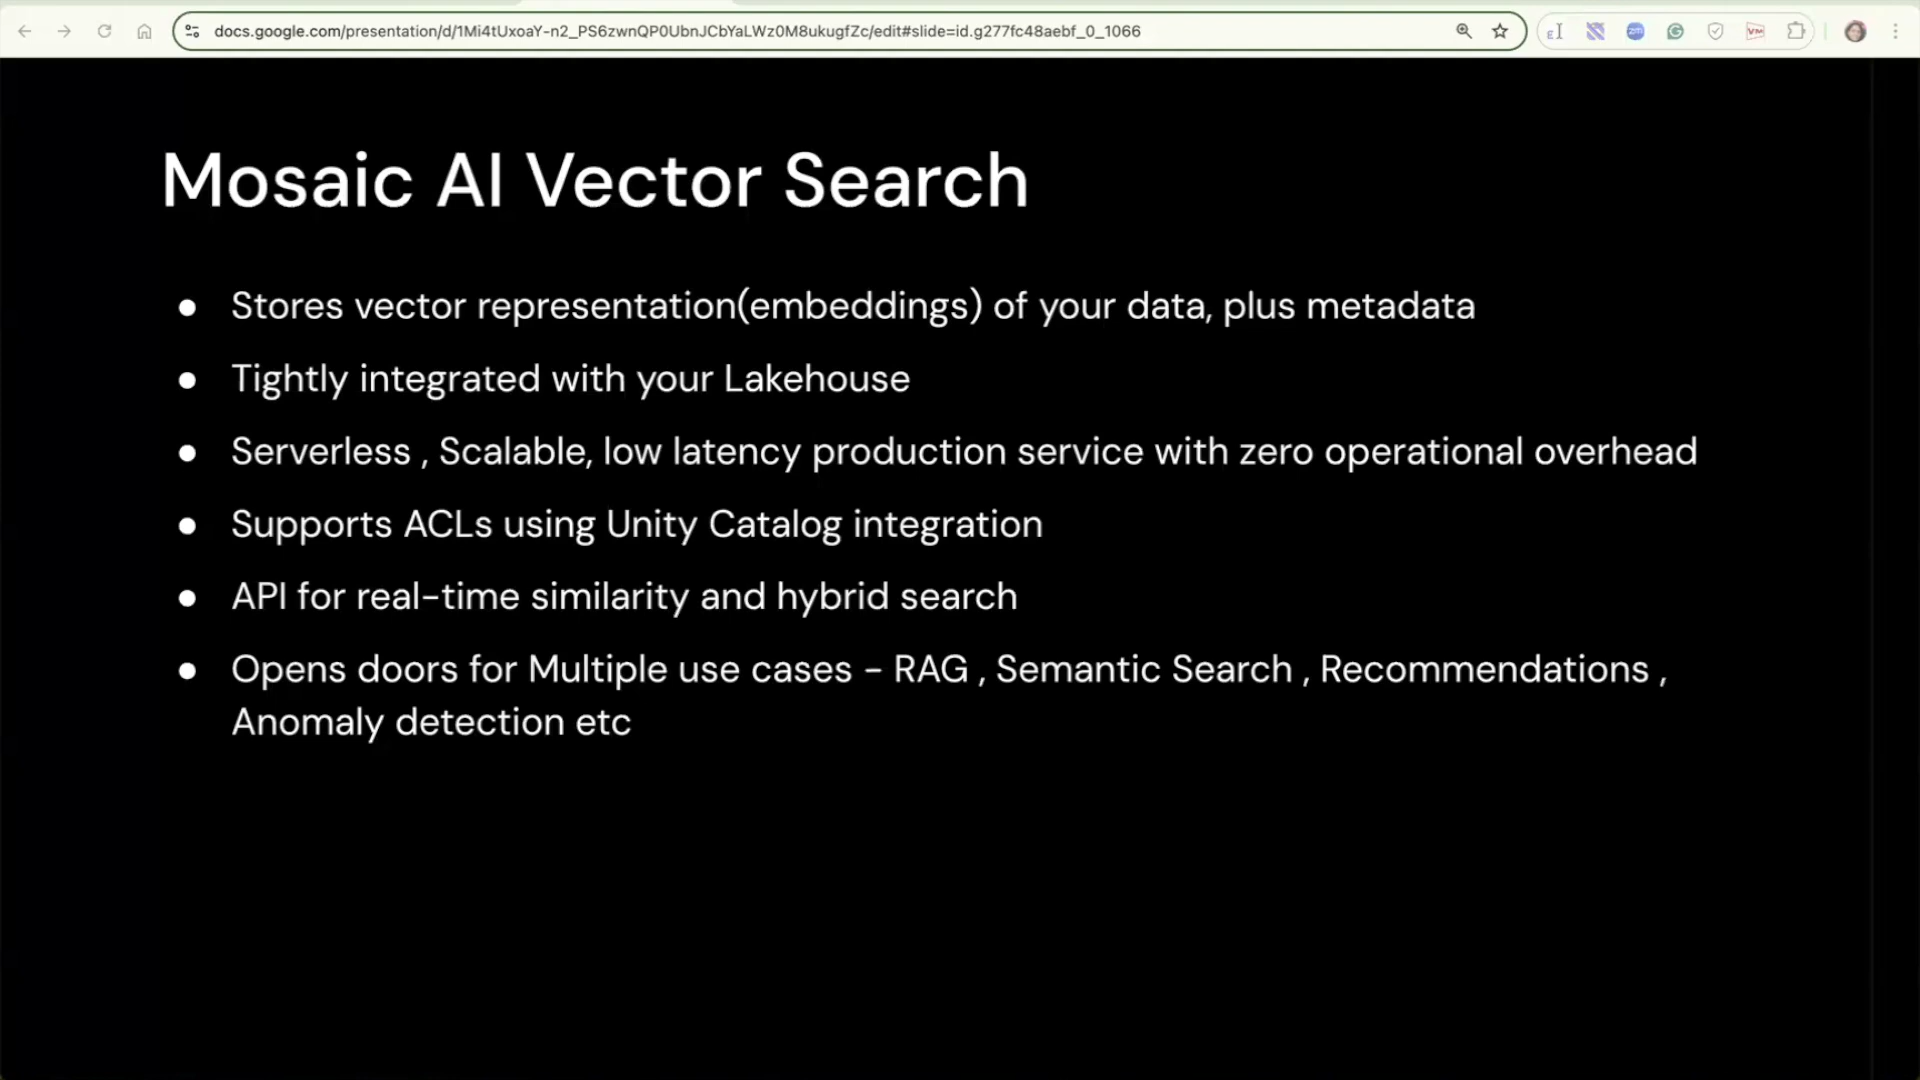 docs.google.com/presentation/d/1Mi4tUxoaY-n2_PS6zwnQP0UbnJCbYaLWz0M8ukugfZc/edit#slide=id.g277fc48aebf_0_1066
Mosaic AI Vector Search
● Stores vector representation(embeddings) of your data, plus metadata
● Tightly integrated with your Lakehouse
● Serverless , Scalable, low latency production service with zero operational overhead
● Supports ACLs using Unity Catalog integration
● API for real-time similarity and hybrid search
● Opens doors for Multiple use cases - RAG , Semantic Search , Recommendations ,
Anomaly detection etc